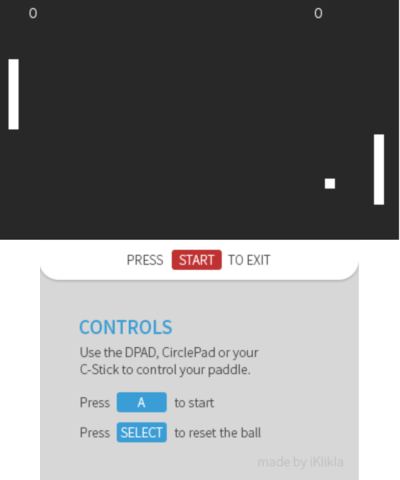 0 0
PRESS START TO EXIT
CONTROLS
Use the DPAD, CirclePad or your
C-Stick to control your paddle.
Press A to start
Press SELECT to reset the ball
made by iKlikla